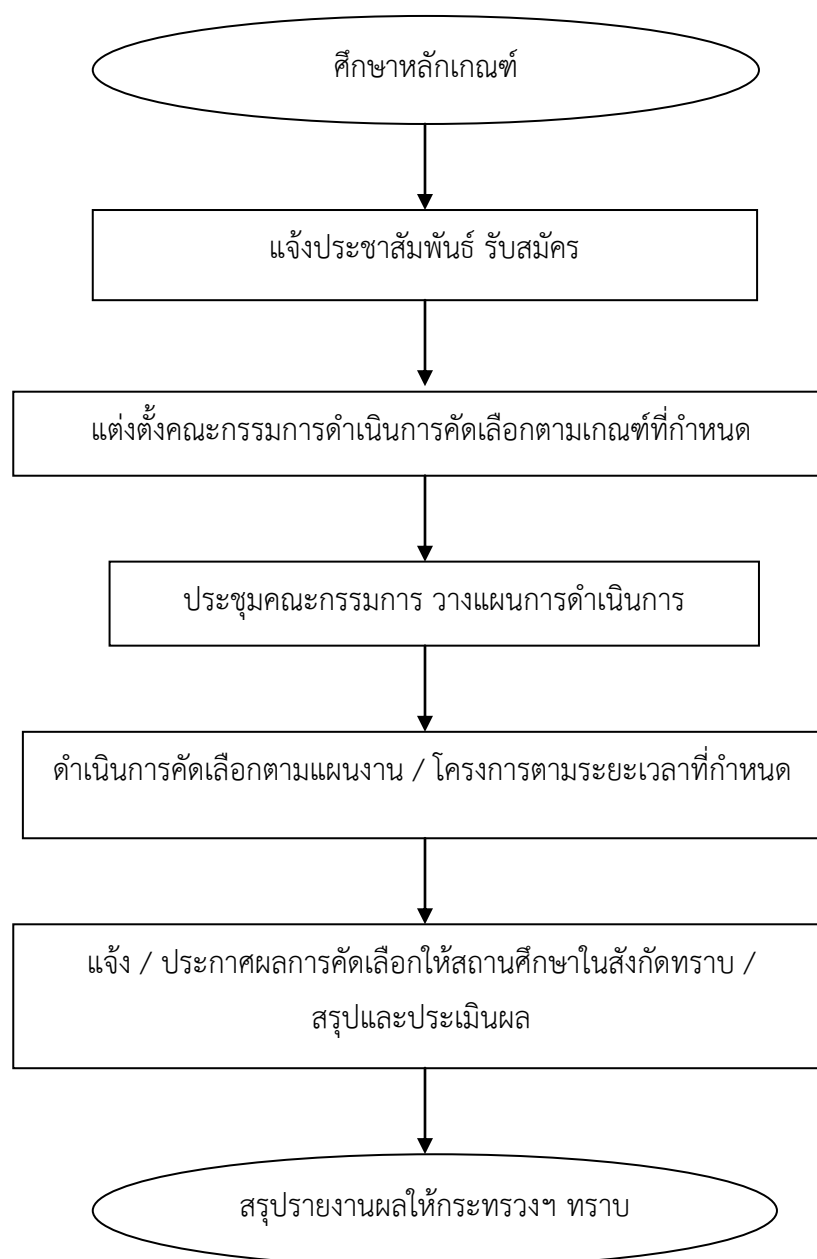 ศึกษาหลักเกณฑ์
แจ้งประชาสัมพันธ์ รับสมัคร
แต่งตั้งคณะกรรมการดำเนินการคัดเลือกตามเกณฑ์ที่กำหนด
ประชุมคณะกรรมการ วางแผนการดำเนินการ
ดำเนินการคัดเลือกตามแผนงาน / โครงการตามระยะเวลาที่กำหนด
แจ้ง / ประกาศผลการคัดเลือกให้สถานศึกษาในสังกัดทราบ /
สรุปและประเมินผล
สรุปรายงานผลให้กระทรวงฯ ทราบ